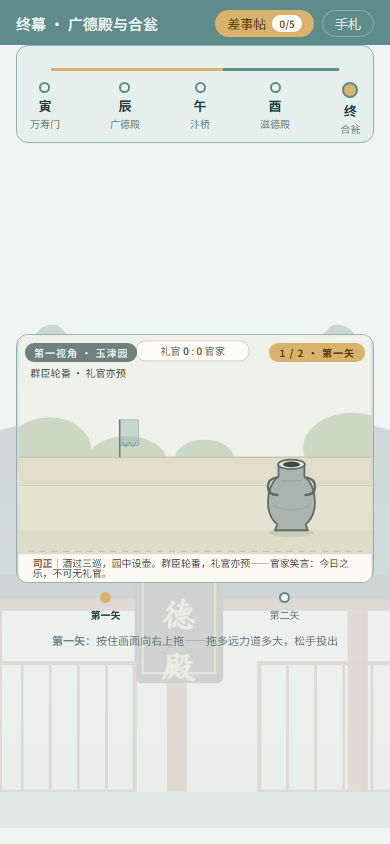 终幕 · 广德殿与合瓮
差事帖 0/5
手札
寅
万寿门
辰
广德殿
午
汴桥
酉
滋德殿
终
合瓮
第一视角 · 玉津园
礼官 0 : 0 官家
1 / 2 · 第一矢
群臣轮番 · 礼官亦预
司正｜酒过三巡，园中设壶。群臣轮番，礼官亦预——官家笑言：今日之
乐，不可无礼官。
第一矢
第二矢
德
第一矢：按住画面向右上拖——拖多远力道多大，松手投出
殿